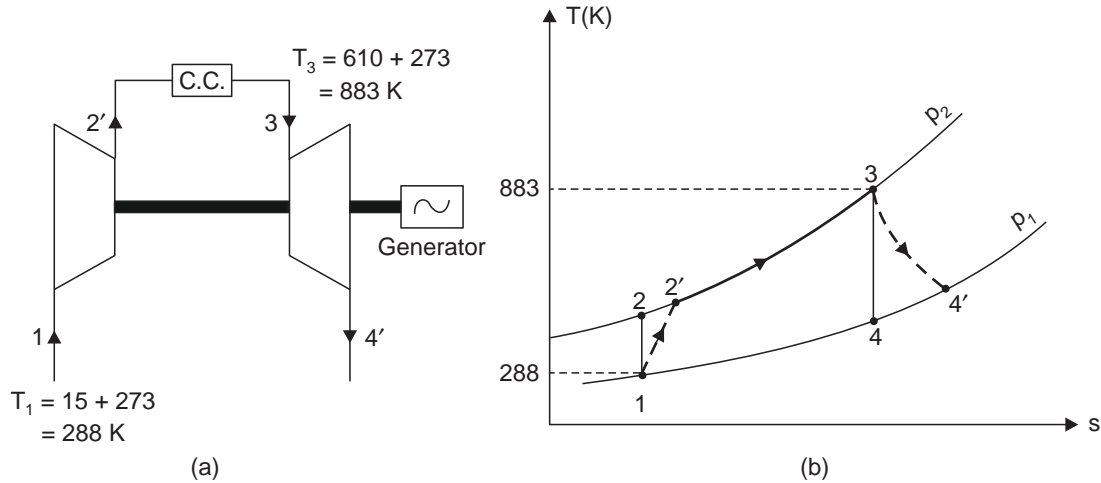 T₃ = 610 + 273
= 883 K
C.C.
2′
3
Generator
1
4′
T₁ = 15 + 273
= 288 K
(a)
T(K)
p₂
3
883
p₁
2
2′
4′
4
288
1
s
(b)